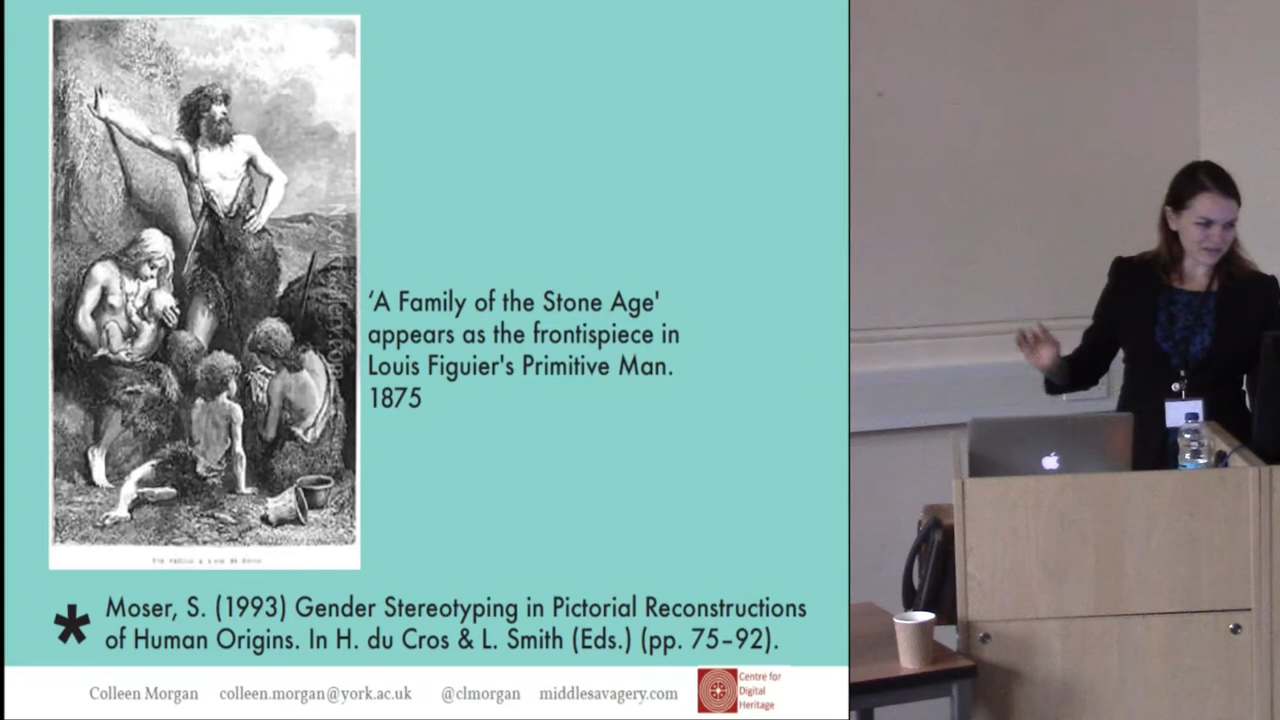 ‘A Family of the Stone Age'
appears as the frontispiece in
Louis Figuier's Primitive Man.
1875
* Moser, S. (1993) Gender Stereotyping in Pictorial Reconstructions
of Human Origins. In H. du Cros & L. Smith (Eds.) (pp. 75–92).
Colleen Morgan colleen.morgan@york.ac.uk @clmorgan middlesavagery.com
Centre for
Digital
Heritage